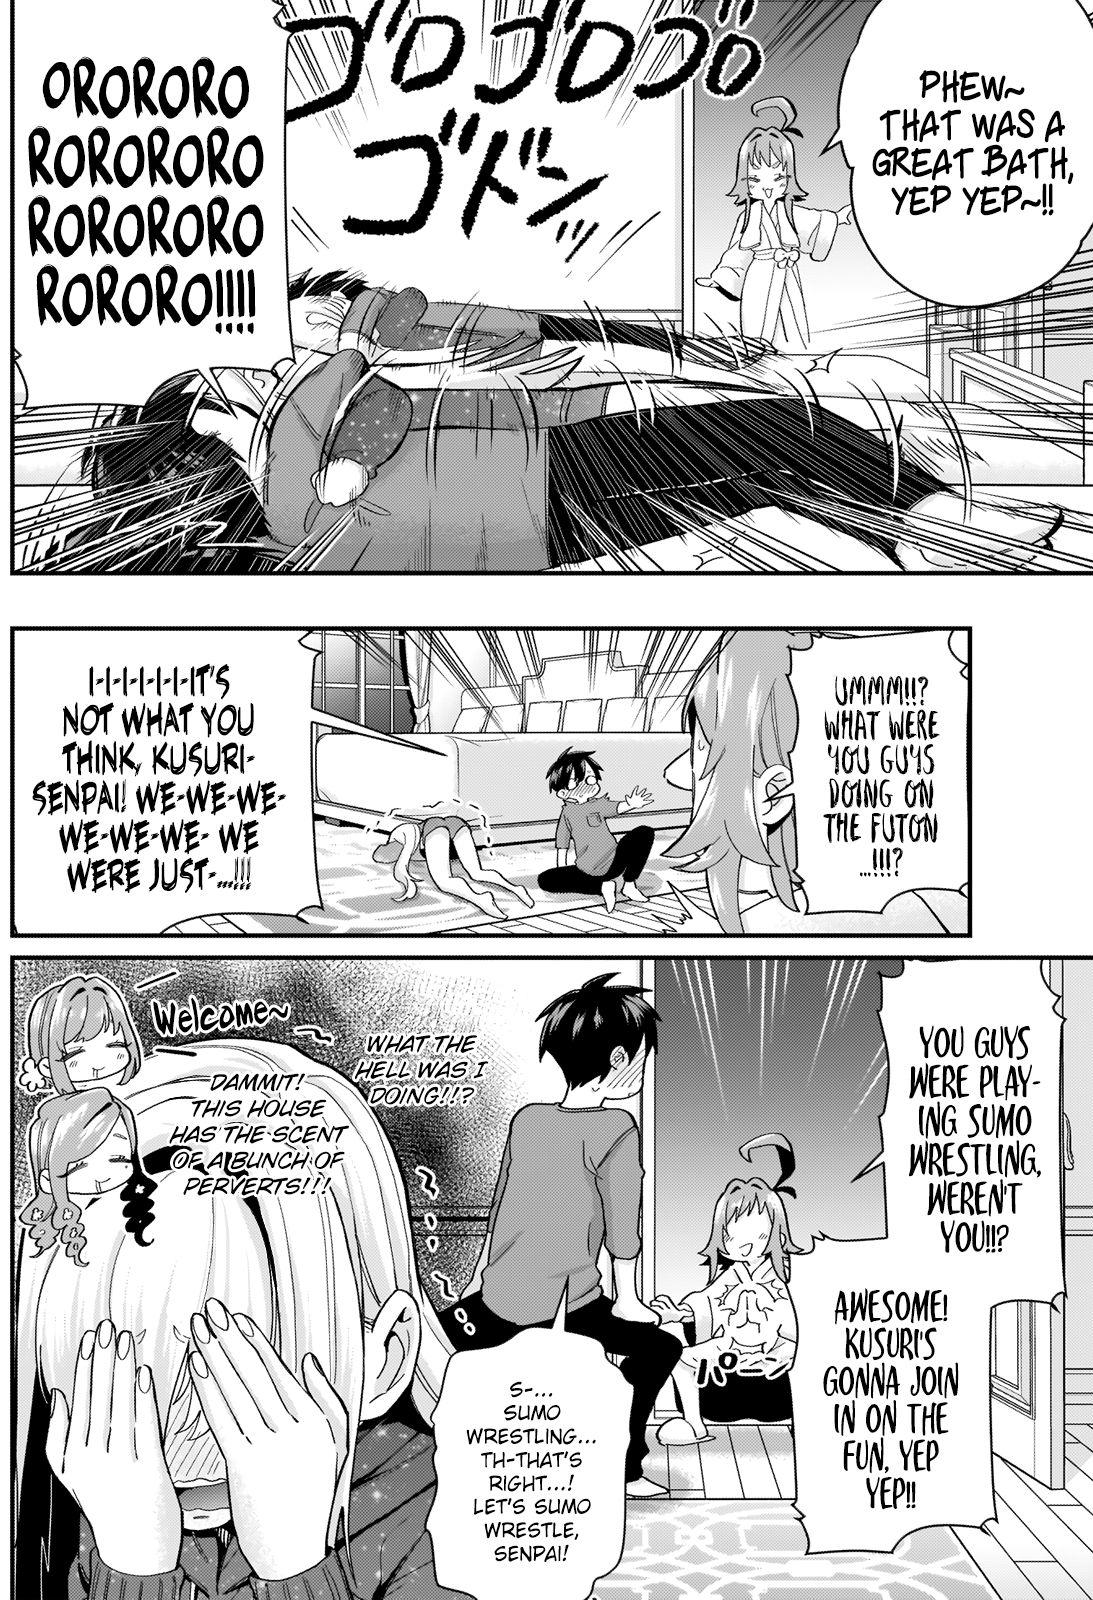 PHEW~
THAT WAS A
GREAT BATH,
YEP YEP~!!
ゴロゴロゴロ
ゴドンッ
ORORORO
RORORORO
RORORORO
RORORO!!!!
UMMM!!?
WHAT WERE
YOU GUYS
DOING ON
THE FUTON
...!!!?
I-I-I-I-I-I-IT'S
NOT WHAT YOU
THINK, KUSURI-
SENPAI! WE-WE-WE-
WE-WE-WE- WE
WERE JUST-...!!!
YOU GUYS
WERE PLAY-
ING SUMO
WRESTLING,
WEREN'T
YOU!!?
AWESOME!
KUSURI'S
GONNA JOIN
IN ON THE
FUN, YEP
YEP!!
パーン
S-...
SUMO
WRESTLING...
TH-THAT'S
RIGHT...!
LET'S SUMO
WRESTLE,
SENPAI!
WHAT THE
HELL WAS I
DOING!!?
Welcome~
DAMMIT!
THIS HOUSE
HAS THE SCENT
OF A BUNCH OF
PERVERTS!!!